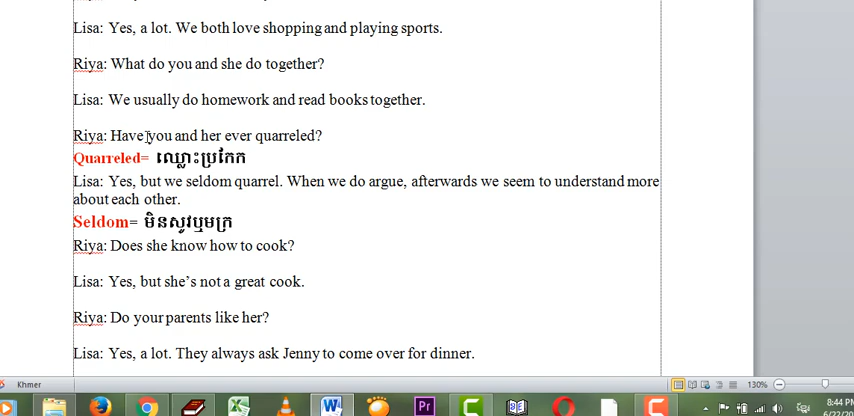 Lisa: Yes, a lot. We both love shopping and playing sports.
Riya: What do you and she do together?
Lisa: We usually do homework and read books together.
Riya: Have you and her ever quarreled?
Quarreled= ឈ្លោះប្រកែក
Lisa: Yes, but we seldom quarrel. When we do argue, afterwards we seem to understand more
about each other.
Seldom= មិនសូវឬមក្រ
Riya: Does she know how to cook?
Lisa: Yes, but she's not a great cook.
Riya: Do your parents like her?
Lisa: Yes, a lot. They always ask Jenny to come over for dinner.
Khmer
130%
8:44 PM